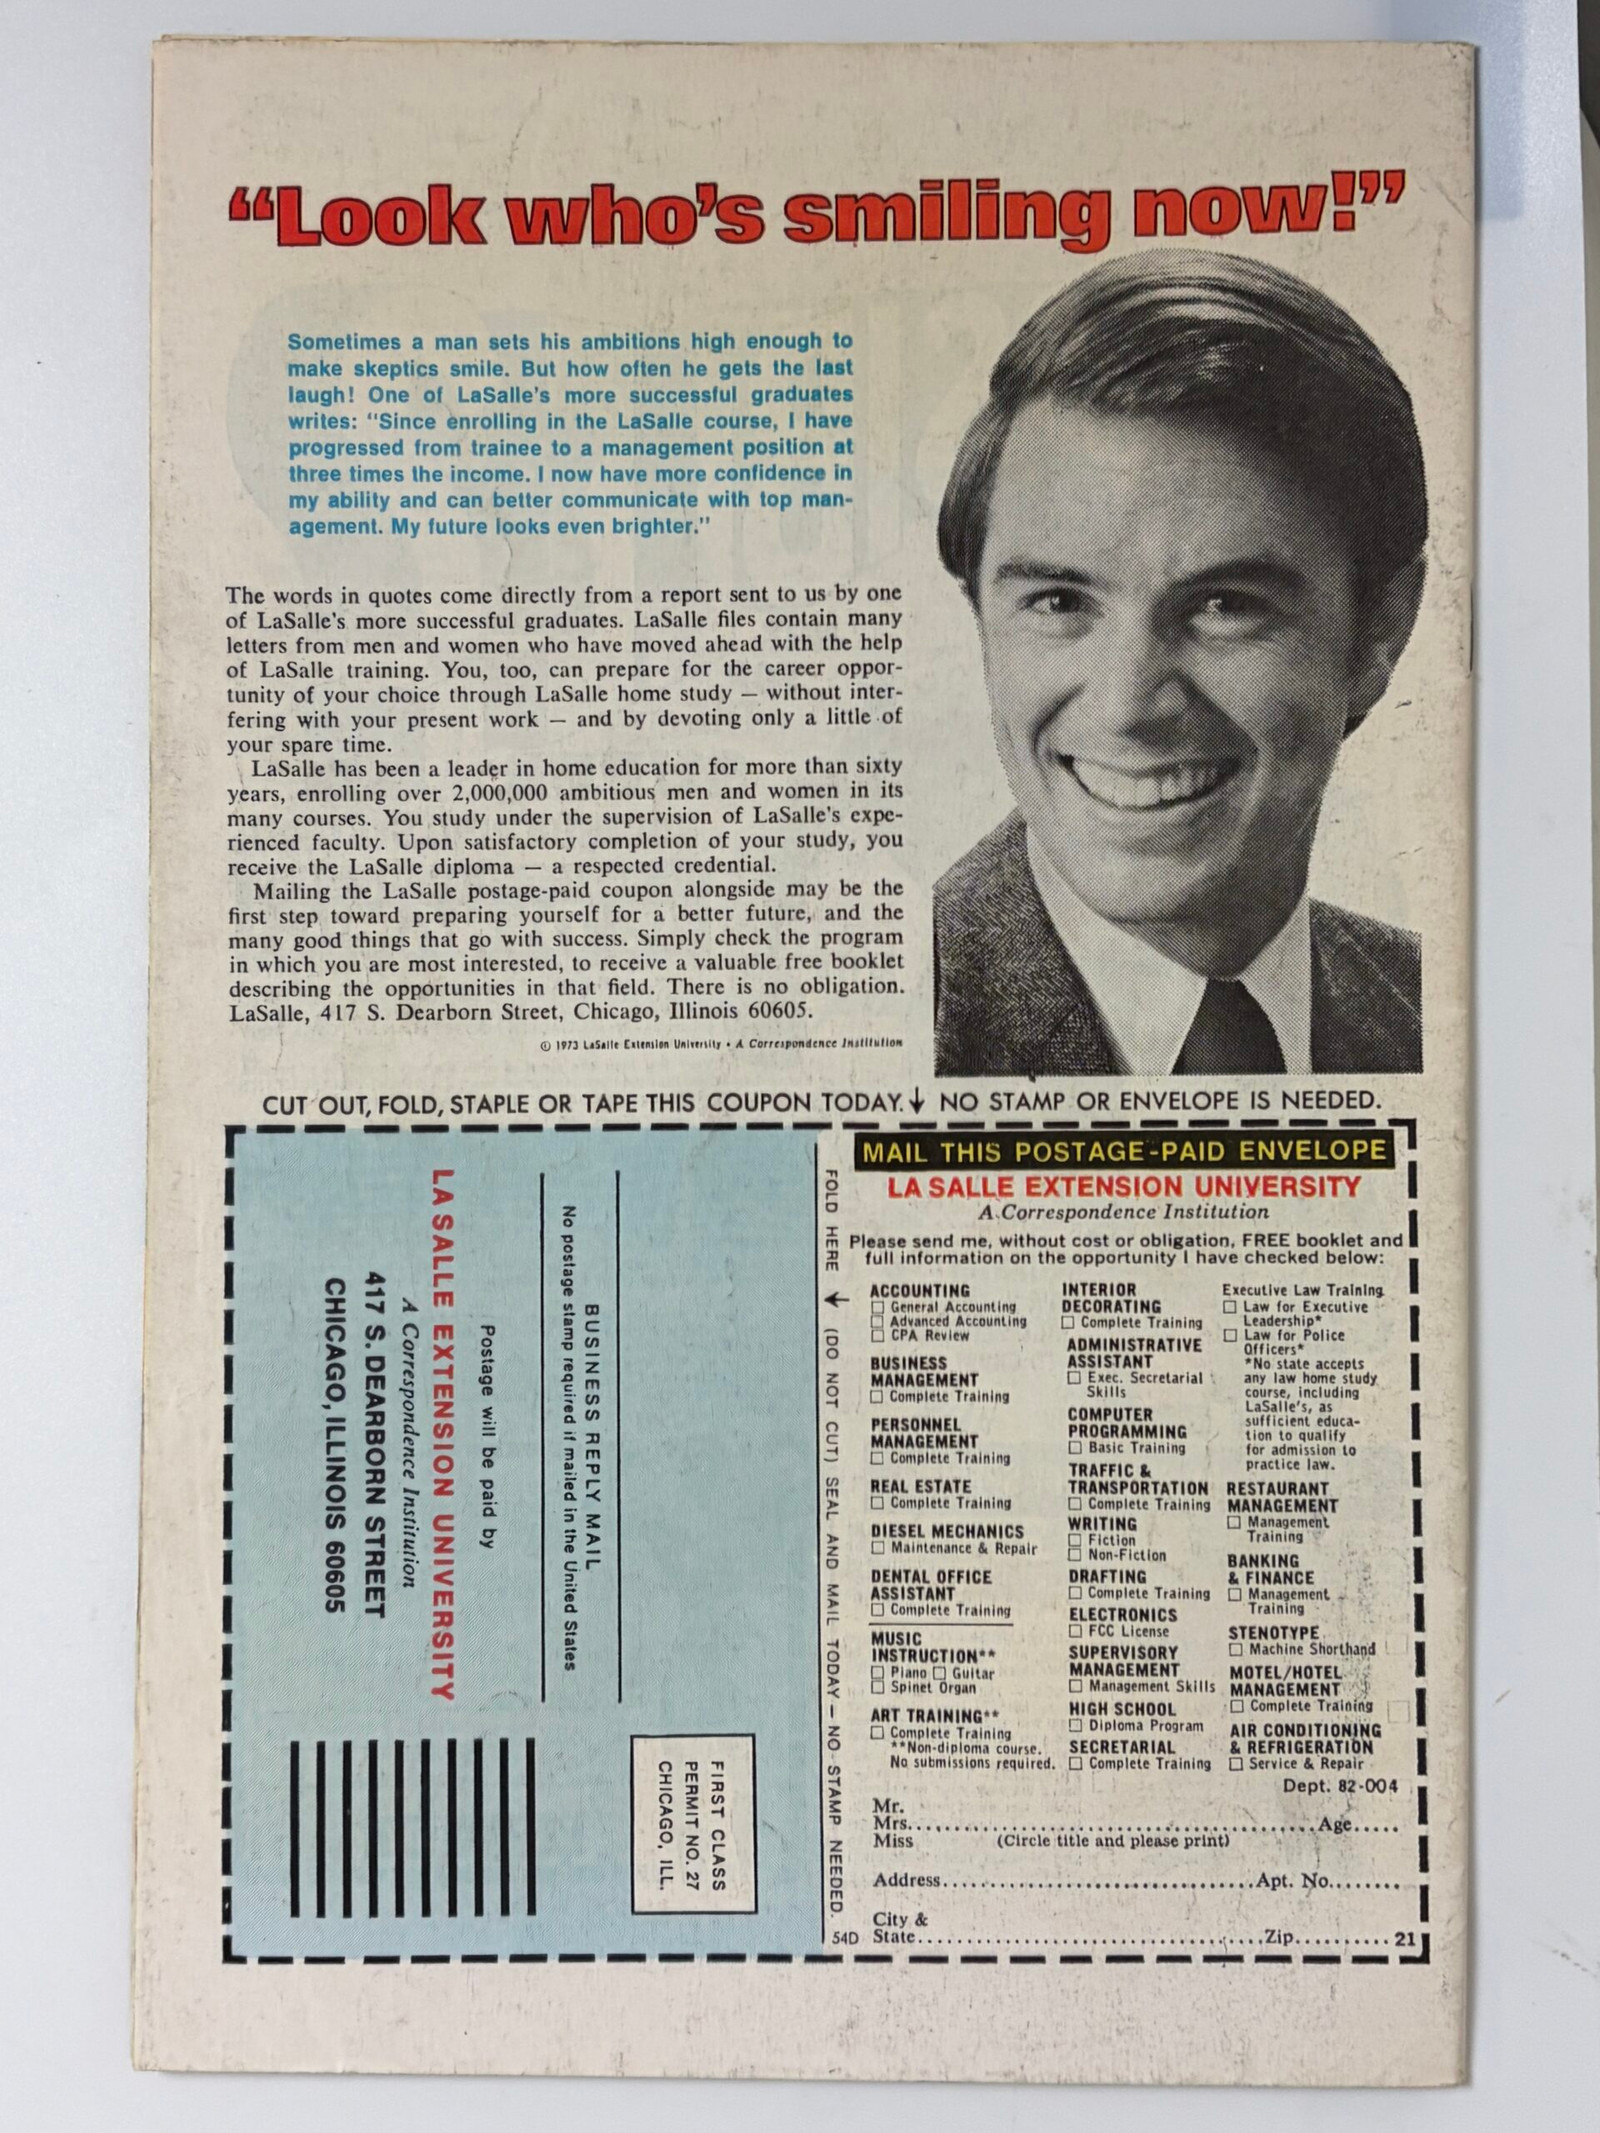 “Look who’s smiling now!”
Sometimes a man sets his ambitions high enough to
make skeptics smile. But how often he gets the last
laugh! One of LaSalle's more successful graduates
writes: "Since enrolling in the LaSalle course, I have
progressed from trainee to a management position at
three times the income. I now have more confidence in
my ability and can better communicate with top man-
agement. My future looks even brighter."
The words in quotes come directly from a report sent to us by one
of LaSalle's more successful graduates. LaSalle files contain many
letters from men and women who have moved ahead with the help
of LaSalle training. You, too, can prepare for the career oppor-
tunity of your choice through LaSalle home study — without inter-
fering with your present work — and by devoting only a little of
your spare time.
LaSalle has been a leader in home education for more than sixty
years, enrolling over 2,000,000 ambitious men and women in its
many courses. You study under the supervision of LaSalle's expe-
rienced faculty. Upon satisfactory completion of your study, you
receive the LaSalle diploma — a respected credential.
Mailing the LaSalle postage-paid coupon alongside may be the
first step toward preparing yourself for a better future, and the
many good things that go with success. Simply check the program
in which you are most interested, to receive a valuable free booklet
describing the opportunities in that field. There is no obligation.
LaSalle, 417 S. Dearborn Street, Chicago, Illinois 60605.
© 1973 LaSalle Extension University • A Correspondence Institution
CUT OUT, FOLD, STAPLE OR TAPE THIS COUPON TODAY.↓ NO STAMP OR ENVELOPE IS NEEDED.
FIRST CLASS
PERMIT NO. 27
CHICAGO, ILL.
BUSINESS REPLY MAIL
No postage stamp required if mailed in the United States
Postage will be paid by
LA SALLE EXTENSION UNIVERSITY
A Correspondence Institution
417 S. DEARBORN STREET
CHICAGO, ILLINOIS 60605
FOLD HERE ↓ (DO NOT CUT) SEAL AND MAIL TODAY — NO STAMP NEEDED.
MAIL THIS POSTAGE-PAID ENVELOPE
LA SALLE EXTENSION UNIVERSITY
A Correspondence Institution
Please send me, without cost or obligation, FREE booklet and
full information on the opportunity I have checked below:
ACCOUNTING
☐ General Accounting
☐ Advanced Accounting
☐ CPA Review
BUSINESS
MANAGEMENT
☐ Complete Training
PERSONNEL
MANAGEMENT
☐ Complete Training
REAL ESTATE
☐ Complete Training
DIESEL MECHANICS
☐ Maintenance & Repair
DENTAL OFFICE
ASSISTANT
☐ Complete Training
MUSIC
INSTRUCTION**
☐ Piano ☐ Guitar
☐ Spinet Organ
ART TRAINING**
☐ Complete Training
**Non-diploma course.
No submissions required.
INTERIOR
DECORATING
☐ Complete Training
ADMINISTRATIVE
ASSISTANT
☐ Exec. Secretarial
Skills
COMPUTER
PROGRAMMING
☐ Basic Training
TRAFFIC &
TRANSPORTATION
☐ Complete Training
WRITING
☐ Fiction
☐ Non-Fiction
DRAFTING
☐ Complete Training
ELECTRONICS
☐ FCC License
SUPERVISORY
MANAGEMENT
☐ Management Skills
HIGH SCHOOL
☐ Diploma Program
SECRETARIAL
☐ Complete Training
Executive Law Training
☐ Law for Executive
Leadership*
☐ Law for Police
Officers*
*No state accepts
any law home study
course, including
LaSalle's, as
sufficient educa-
tion to qualify
for admission to
practice law.
RESTAURANT
MANAGEMENT
☐ Management
Training
BANKING
& FINANCE
☐ Management
Training
STENOTYPE
☐ Machine Shorthand
MOTEL/HOTEL
MANAGEMENT
☐ Complete Training
AIR CONDITIONING
& REFRIGERATION
☐ Service & Repair
Dept. 82-004
Mr.
Mrs.........................................Age.....
Miss (Circle title and please print)
Address...............................Apt. No........
City &
54D State..................................Zip..........21